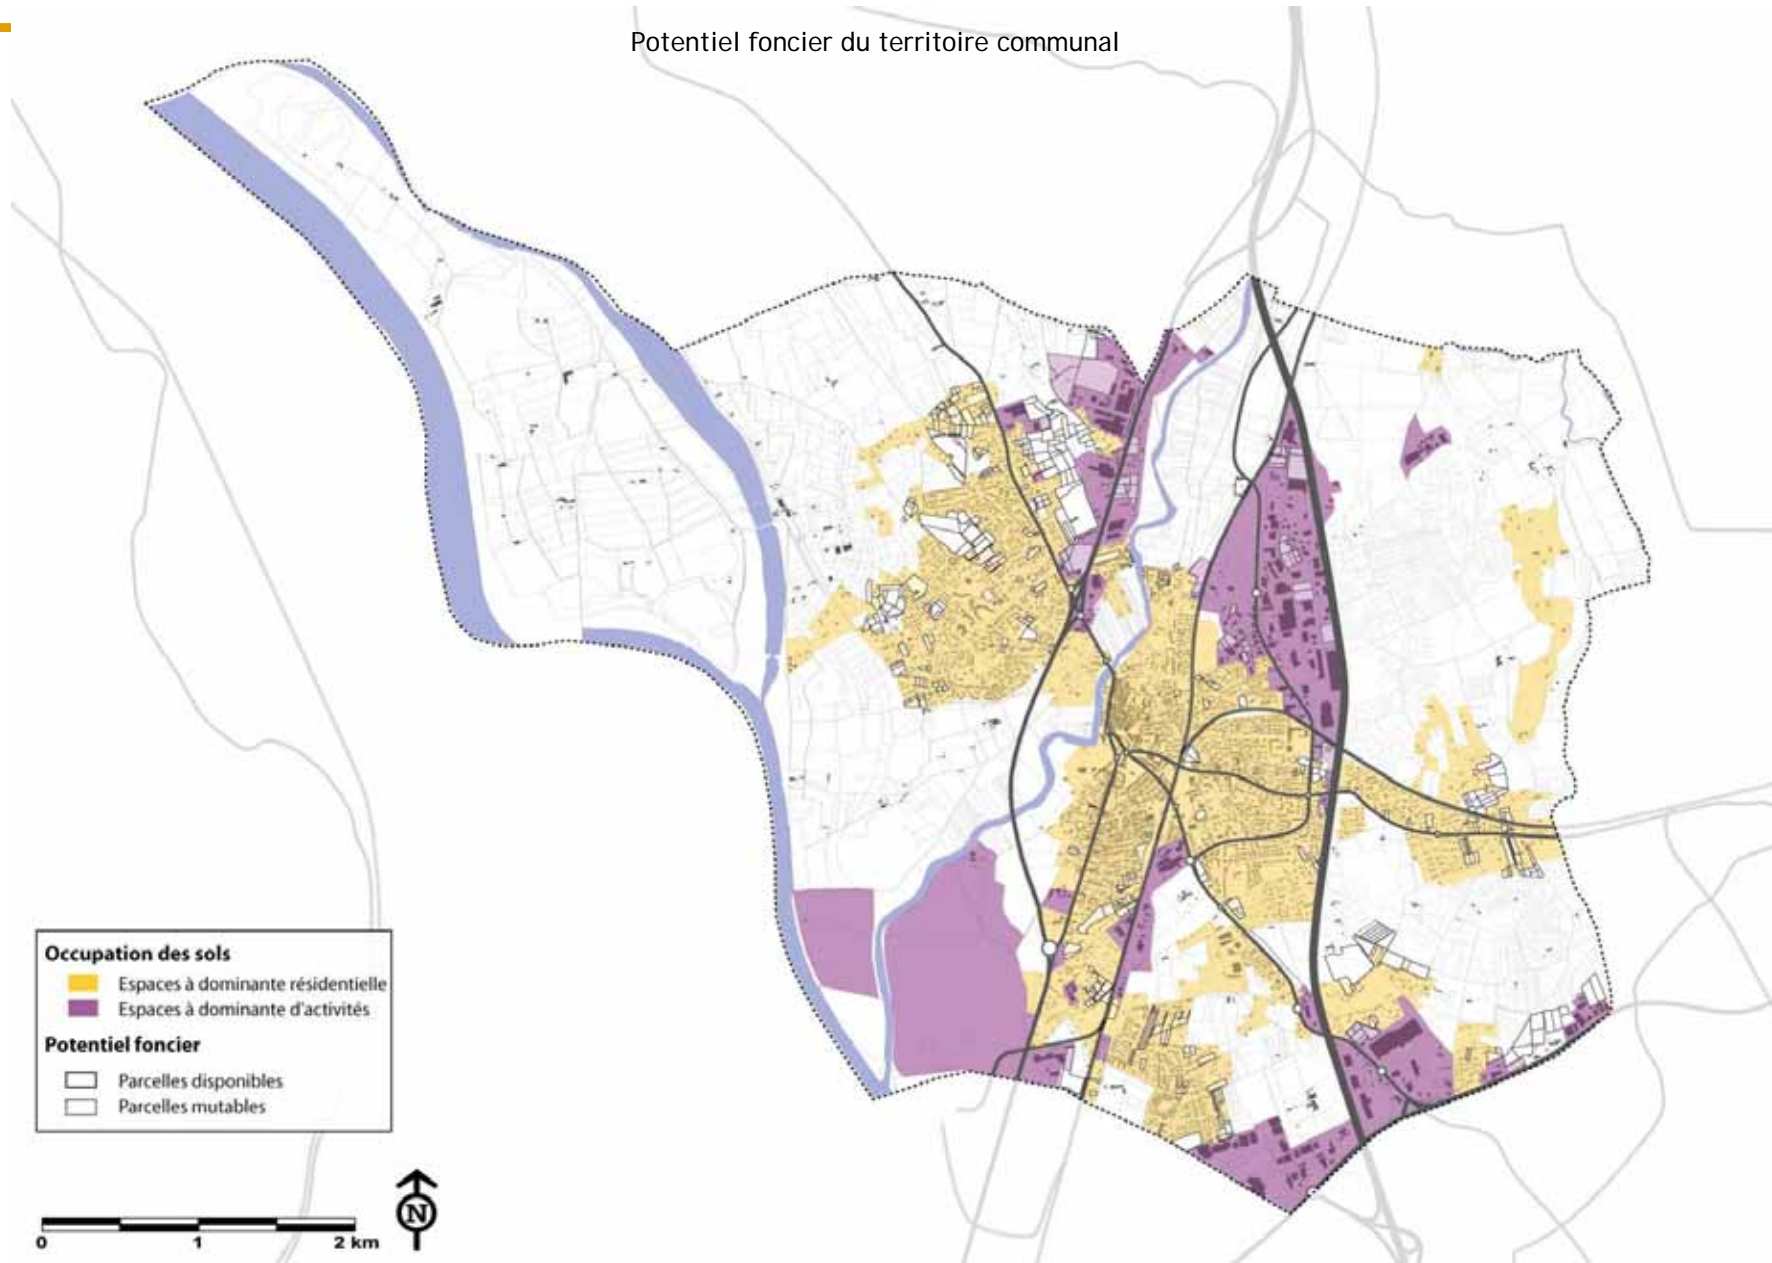 Potentiel foncier du territoire communal
Occupation des sols
Espaces à dominante résidentielle
Espaces à dominante d'activités
Potentiel foncier
Parcelles disponibles
Parcelles mutables
N
0 1 2 km